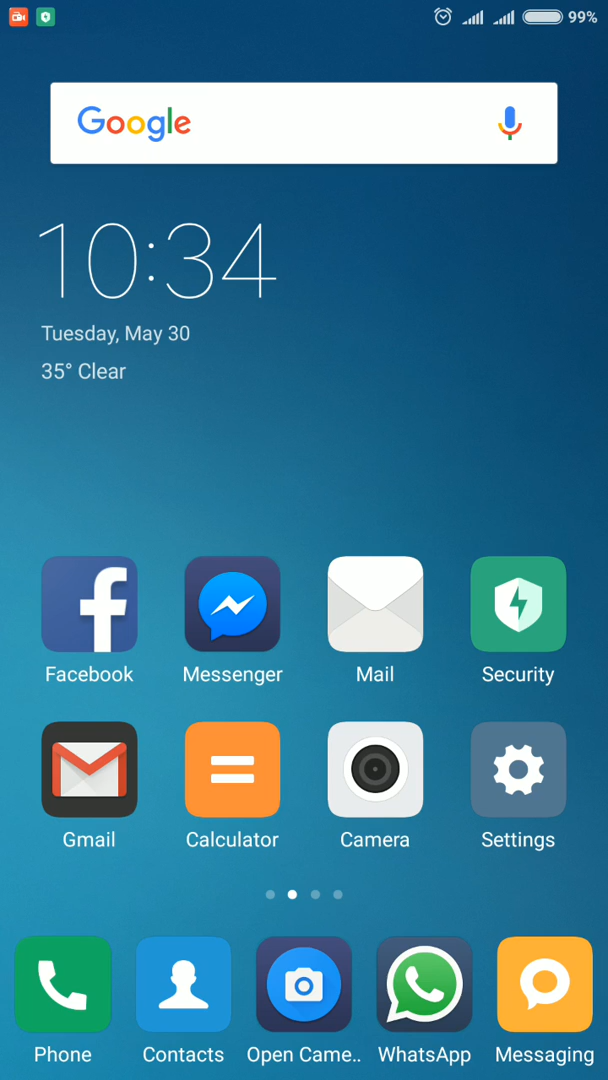 99%
Google
10:34
Tuesday, May 30
35° Clear
Facebook Messenger Mail Security
Gmail Calculator Camera Settings
Phone Contacts Open Came.. WhatsApp Messaging